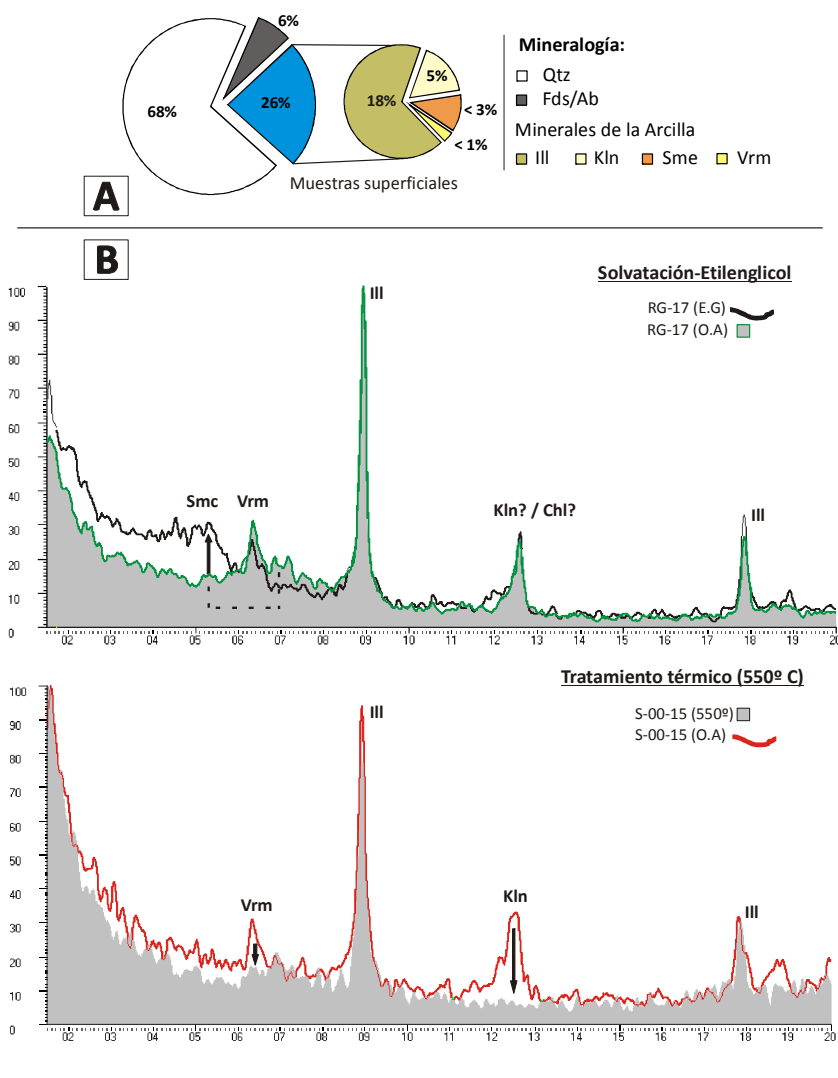 6%
68%
26%
18%
5%
< 3%
< 1%
Muestras superficiales
Mineralogía:
Qtz
Fds/Ab
Minerales de la Arcilla
Ill Kln Sme Vrm
A
B
Solvatación-Etilenglicol
RG-17 (E.G)
RG-17 (O.A)
100
90
80
70
60
50
40
30
20
10
0
Ill
Smc Vrm
Kln? / Chl?
Ill
02 03 04 05 06 07 09 10 11 12 13 14 15 16 17 18 19 20
Tratamiento térmico (550º C)
S-00-15 (550º)
S-00-15 (O.A)
100
90
80
70
60
50
40
30
20
10
0
Ill
Vrm
Kln
Ill
02 03 04 05 06 07 09 10 11 12 13 14 15 16 17 18 19 20